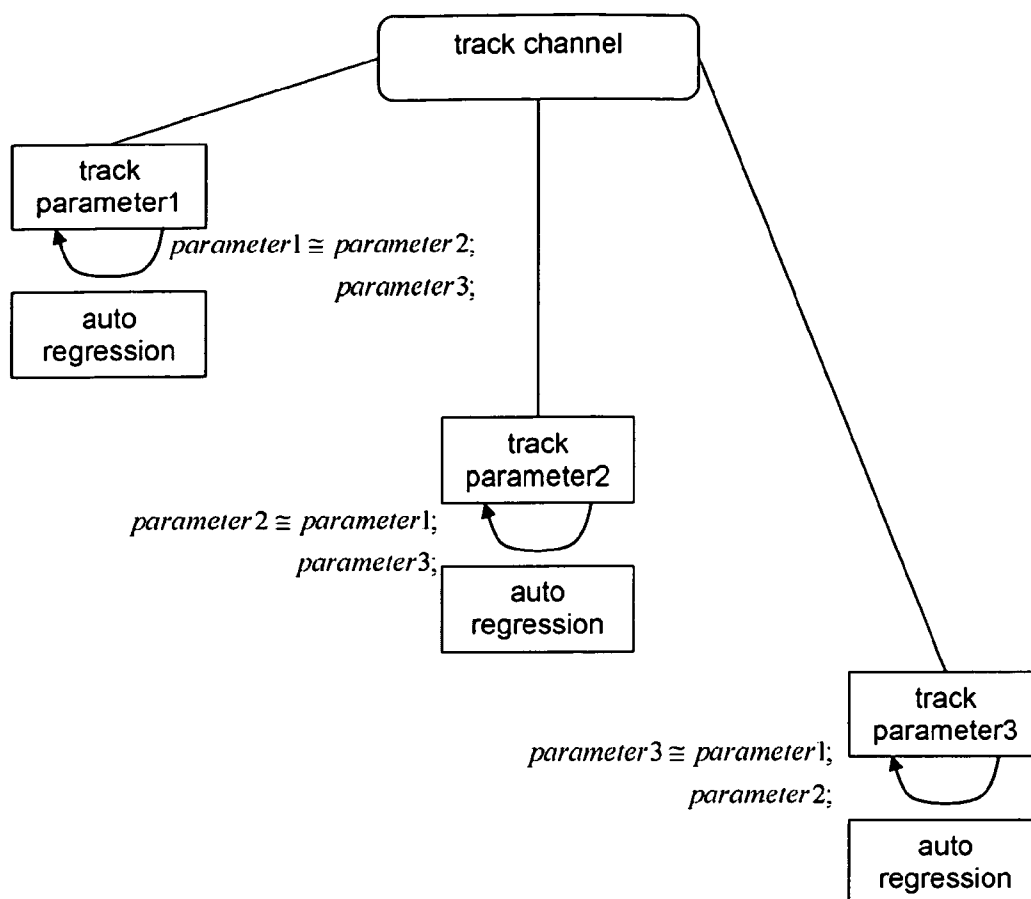 track channel
track
parameter1
parameter1 ≅ parameter2;
parameter3;
auto
regression
track
parameter2
parameter2 ≅ parameter1;
parameter3;
auto
regression
track
parameter3
parameter3 ≅ parameter1;
parameter2;
auto
regression